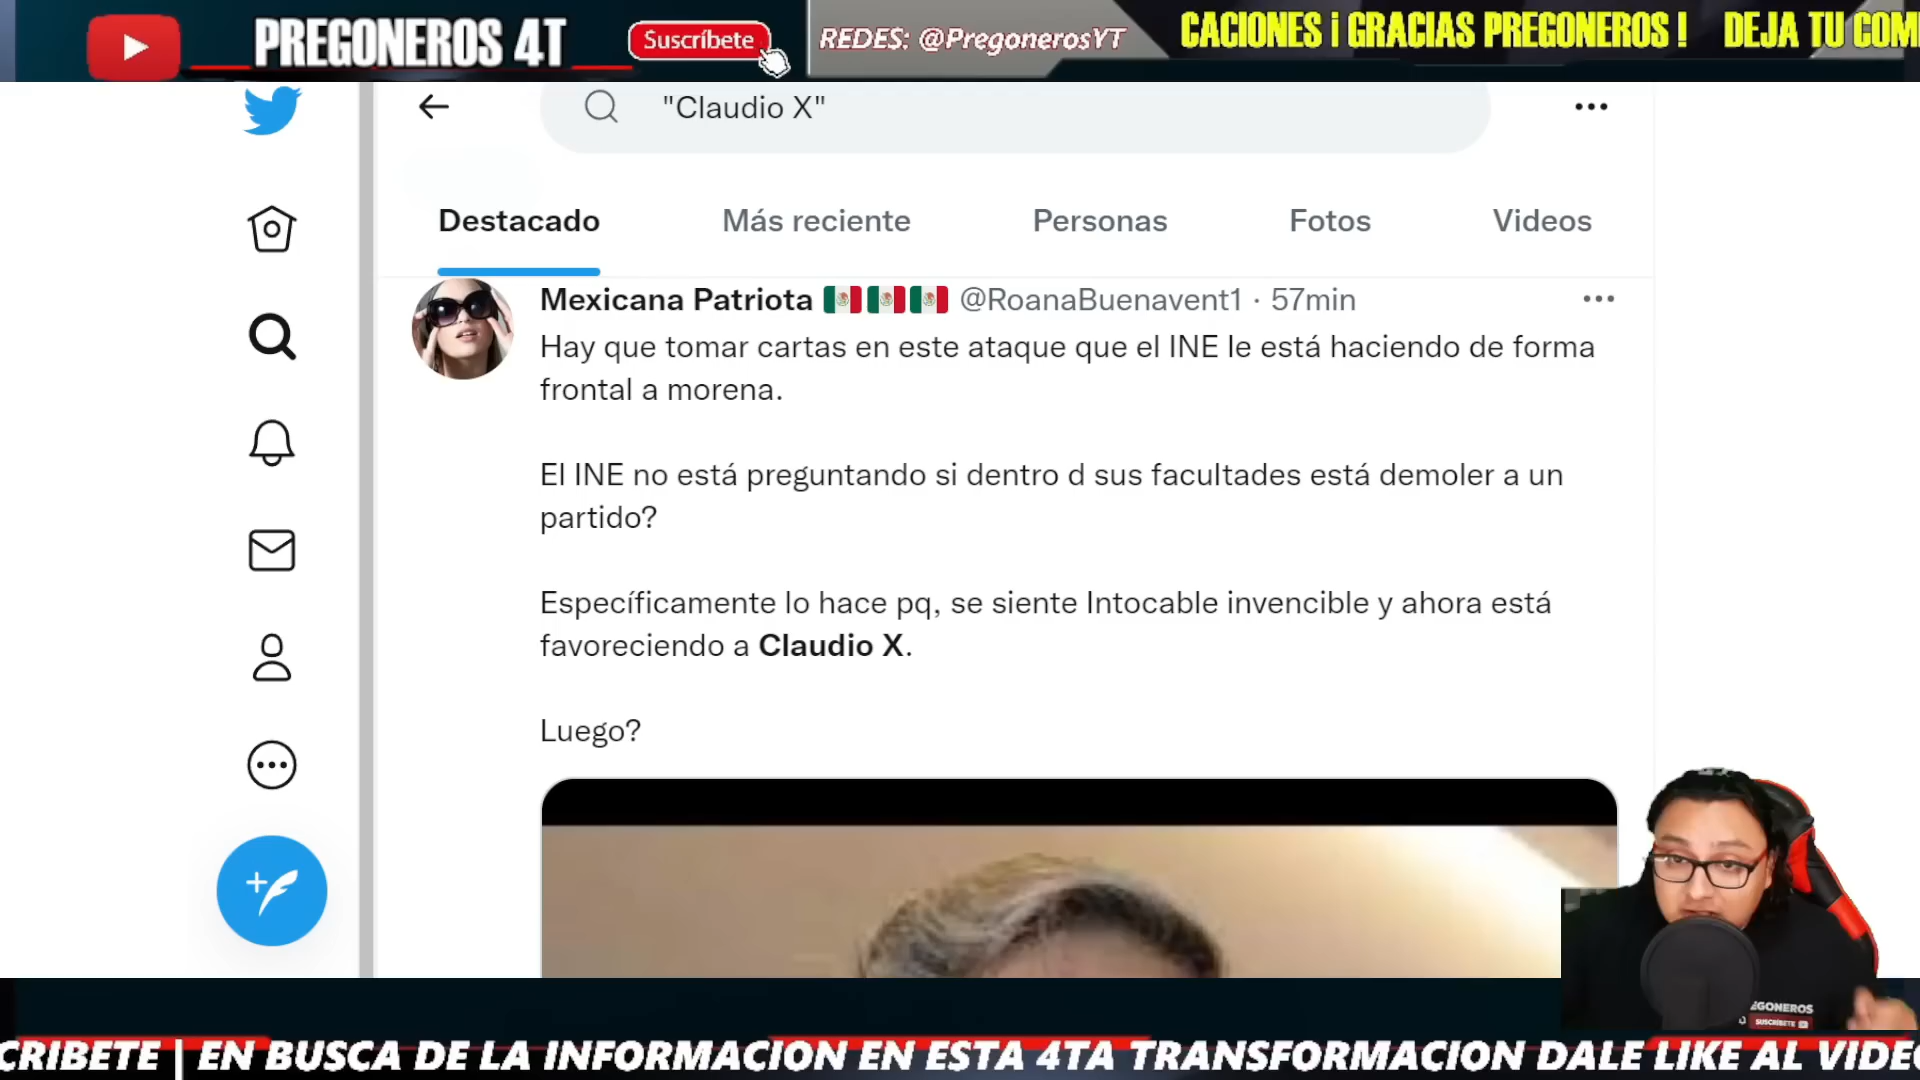 PREGONEROS 4T
Suscríbete
REDES: @PregonerosYT
CACIONES ¡ GRACIAS PREGONEROS ! DEJA TU COM
"Claudio X"
Destacado
Más reciente
Personas
Fotos
Videos
Mexicana Patriota 🇲🇽🇲🇽🇲🇽 @RoanaBuenavent1 · 57min
Hay que tomar cartas en este ataque que el INE le está haciendo de forma
frontal a morena.
El INE no está preguntando si dentro d sus facultades está demoler a un
partido?
Específicamente lo hace pq, se siente Intocable invencible y ahora está
favoreciendo a Claudio X.
Luego?
EGONEROS
SUSCRÍBETE
CRIBETE | EN BUSCA DE LA INFORMACION EN ESTA 4TA TRANSFORMACION DALE LIKE AL VIDEO